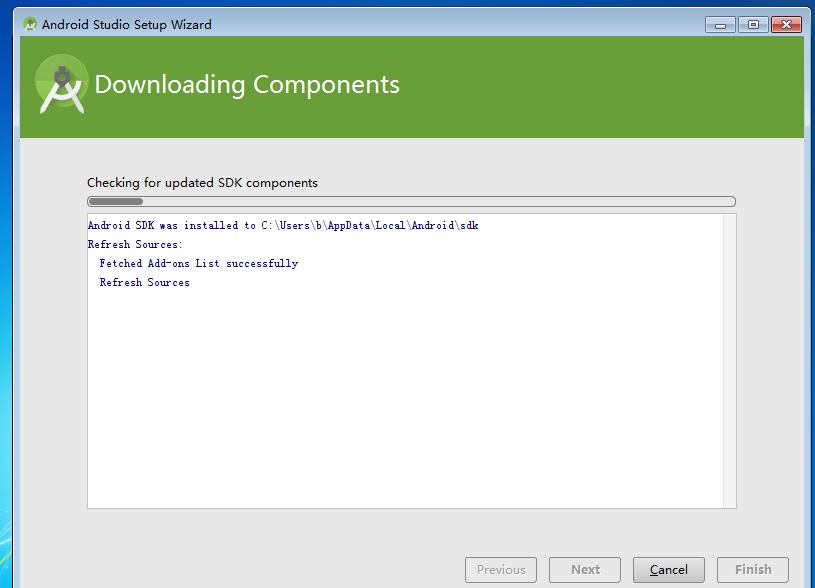 Android Studio Setup Wizard
Downloading Components
Checking for updated SDK components
Android SDK was installed to C:\Users\b\AppData\Local\Android\sdk
Refresh Sources:
Fetched Add-ons List successfully
Refresh Sources
Previous
Next
Cancel
Finish